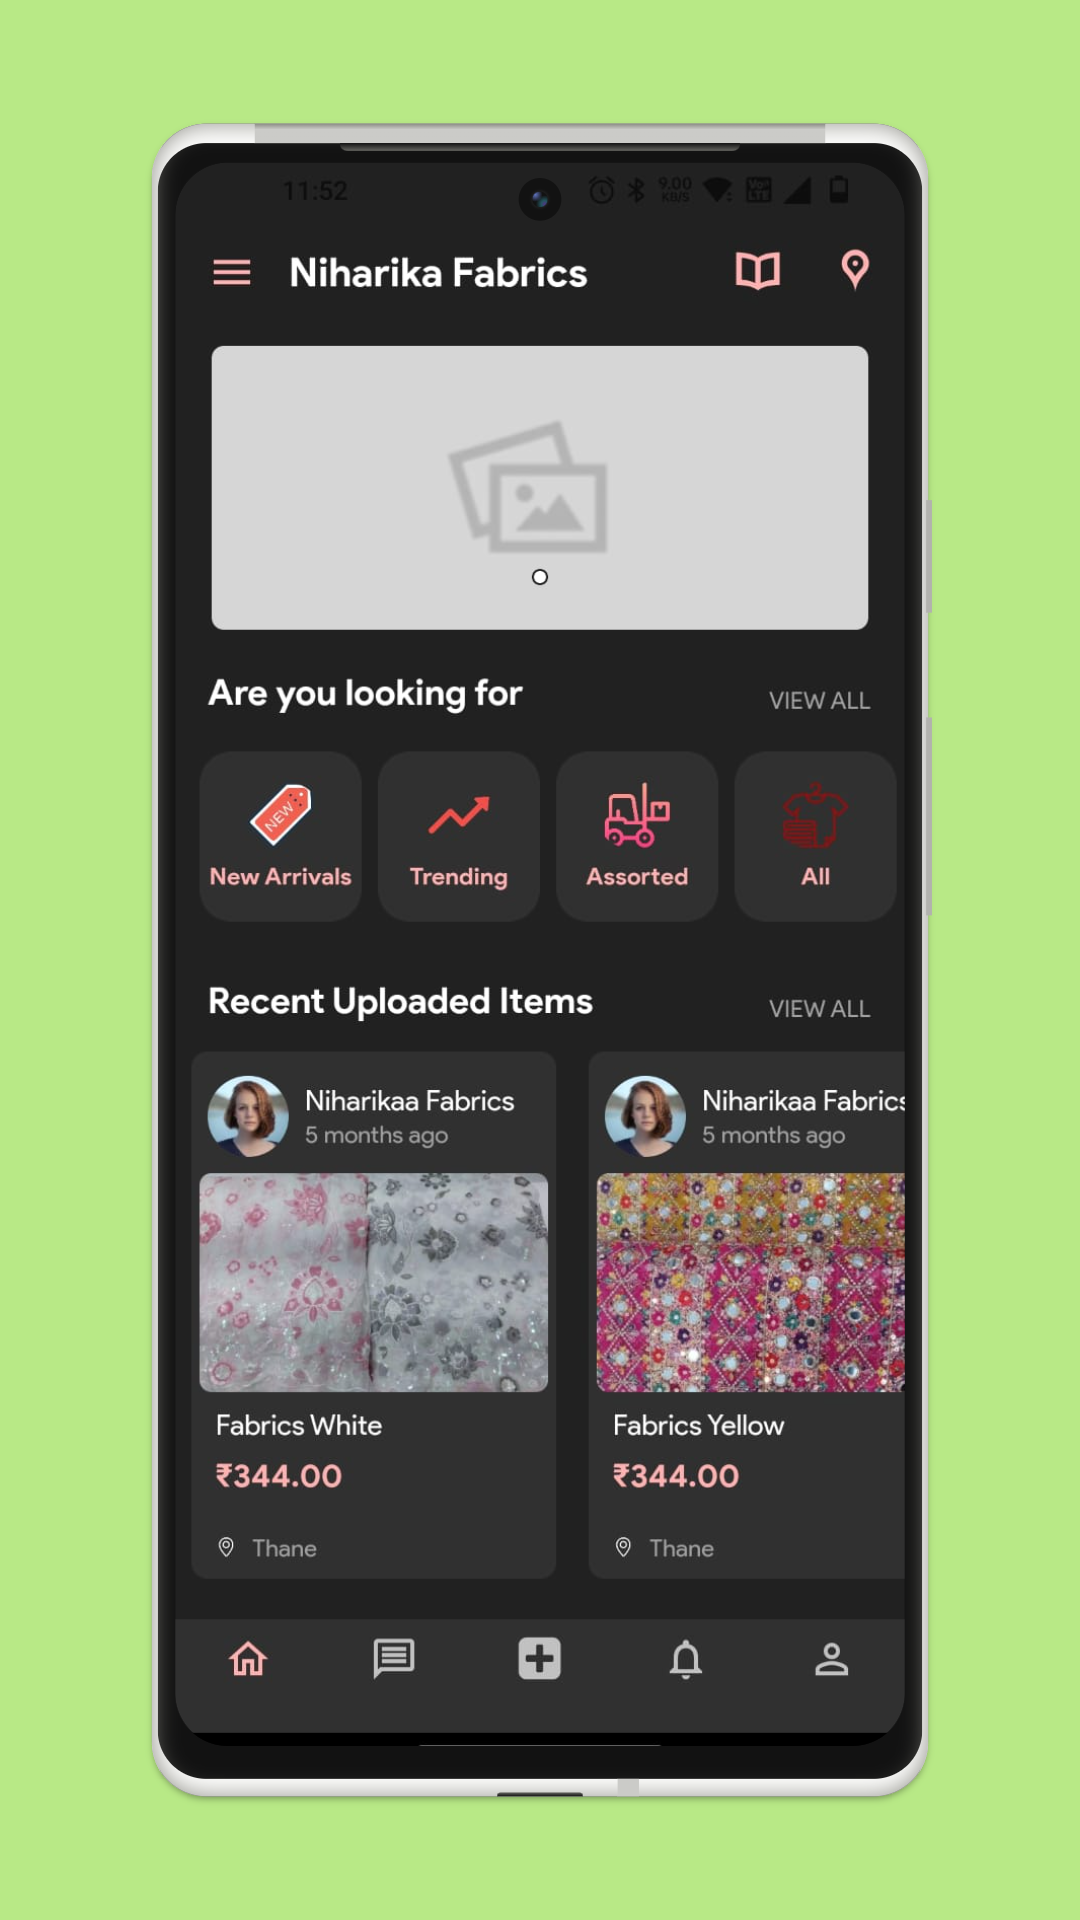 11:52
9.00
KB/S
Vo
LTE
Niharika Fabrics
Are you looking for
VIEW ALL
NEW
New Arrivals
Trending
Assorted
All
Recent Uploaded Items
VIEW ALL
Niharikaa Fabrics
5 months ago
Niharikaa Fabrics
5 months ago
Fabrics White
Fabrics Yellow
₹344.00
₹344.00
Thane
Thane